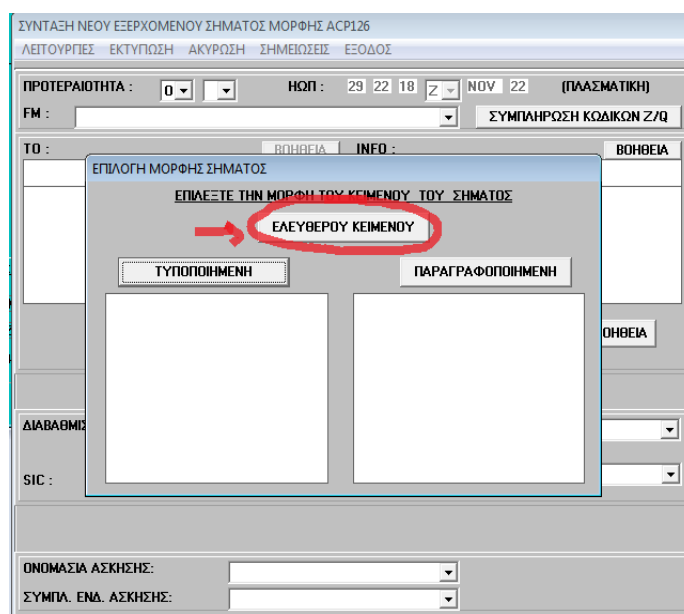 ΣΥΝΤΑΞΗ ΝΕΟΥ ΕΞΕΡΧΟΜΕΝΟΥ ΣΗΜΑΤΟΣ ΜΟΡΦΗΣ ACP126
ΛΕΙΤΟΥΡΓΙΕΣ ΕΚΤΥΠΩΣΗ ΑΚΥΡΩΣΗ ΣΗΜΕΙΩΣΕΙΣ ΕΞΟΔΟΣ
ΠΡΟΤΕΡΑΙΟΤΗΤΑ : 0 ΗΩΠ : 29 22 18 Z NOV 22 (ΠΛΑΣΜΑΤΙΚΗ)
FM : ΣΥΜΠΛΗΡΩΣΗ ΚΩΔΙΚΩΝ Z/Q
TO : ΒΟΗΘΕΙΑ INFO : ΒΟΗΘΕΙΑ
ΕΠΙΛΟΓΗ ΜΟΡΦΗΣ ΣΗΜΑΤΟΣ
ΕΠΙΛΕΞΤΕ ΤΗΝ ΜΟΡΦΗ ΤΟΥ ΚΕΙΜΕΝΟΥ ΤΟΥ ΣΗΜΑΤΟΣ
ΕΛΕΥΘΕΡΟΥ ΚΕΙΜΕΝΟΥ
ΤΥΠΟΠΟΙΗΜΕΝΗ ΠΑΡΑΓΡΑΦΟΠΟΙΗΜΕΝΗ
ΟΗΘΕΙΑ
ΔΙΑΒΑΘΜΙΣ
SIC :
ΟΝΟΜΑΣΙΑ ΑΣΚΗΣΗΣ:
ΣΥΜΠΛ. ΕΝΔ. ΑΣΚΗΣΗΣ: